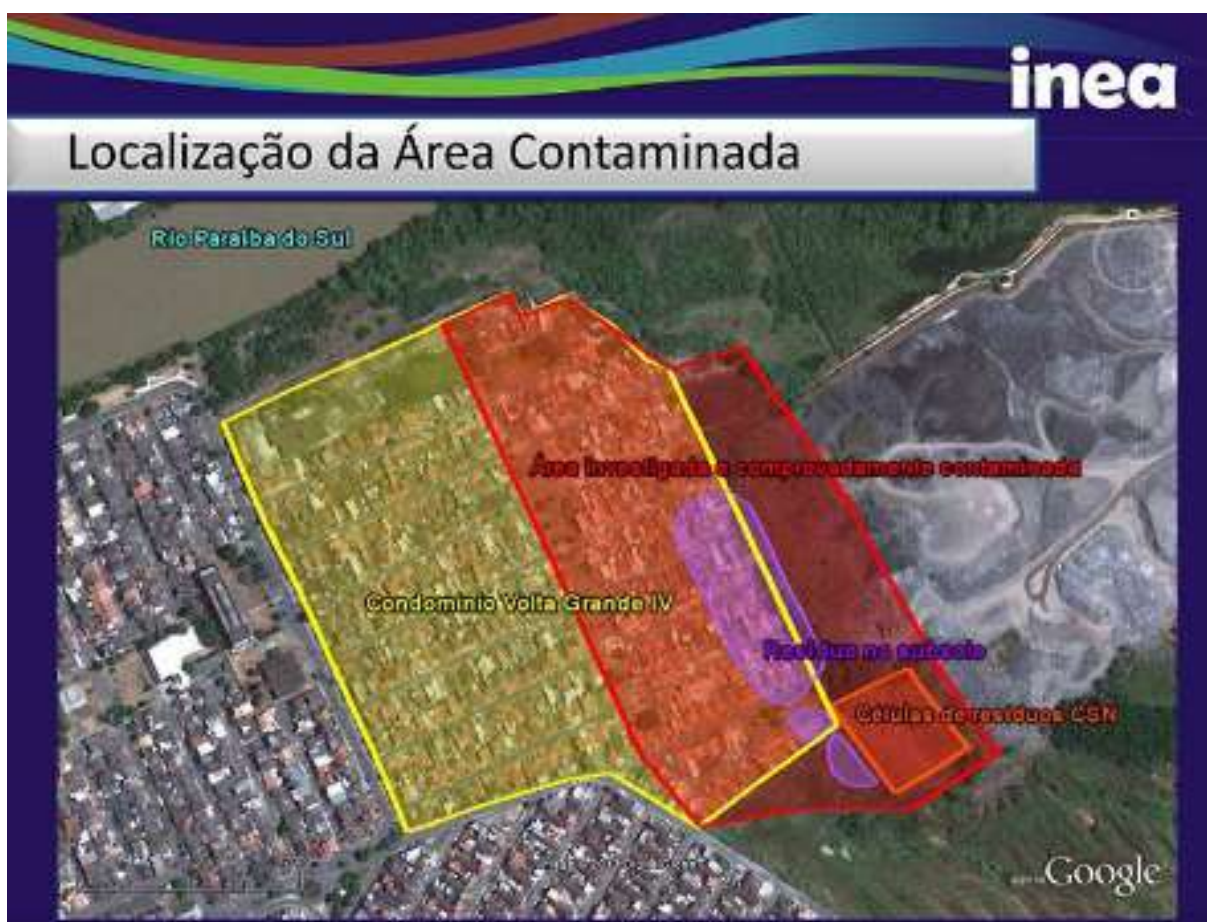 inea
Localização da Área Contaminada
Rio Paraíba do Sul
Área investigada e comprovadamente contaminada
Condomínio Volta Grande IV
Resíduo no subsolo
Células de resíduos CSN
Google